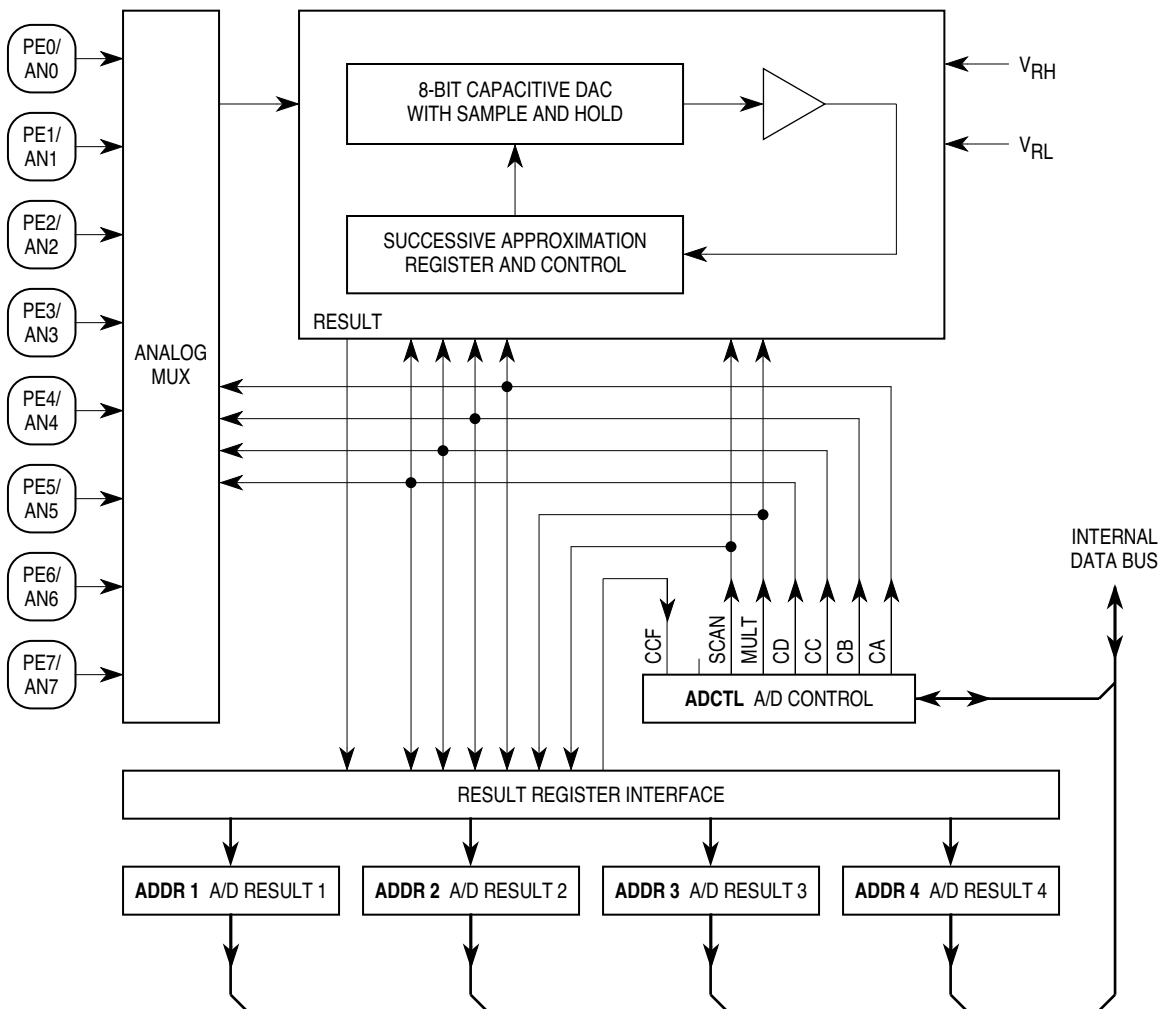 PE0/
AN0
PE1/
AN1
PE2/
AN2
PE3/
AN3
PE4/
AN4
PE5/
AN5
PE6/
AN6
PE7/
AN7
ANALOG
MUX
8-BIT CAPACITIVE DAC
WITH SAMPLE AND HOLD
SUCCESSIVE APPROXIMATION
REGISTER AND CONTROL
RESULT
VRH
VRL
INTERNAL
DATA BUS
CCF
SCAN
MULT
CD
CC
CB
CA
ADCTL A/D CONTROL
RESULT REGISTER INTERFACE
ADDR 1 A/D RESULT 1
ADDR 2 A/D RESULT 2
ADDR 3 A/D RESULT 3
ADDR 4 A/D RESULT 4